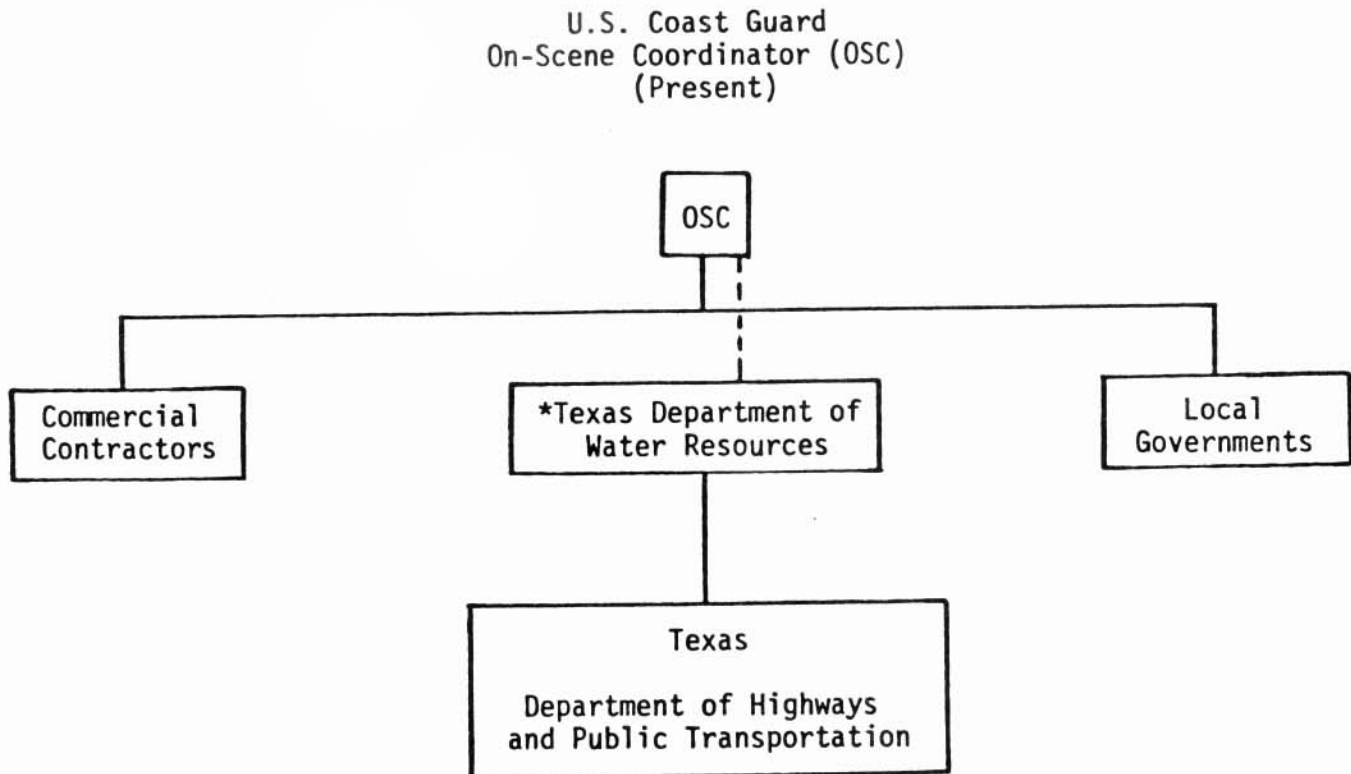 U.S. Coast Guard
On-Scene Coordinator (OSC)
(Present)
OSC
Commercial
Contractors
*Texas Department of
Water Resources
Local
Governments
Texas
Department of Highways
and Public Transportation